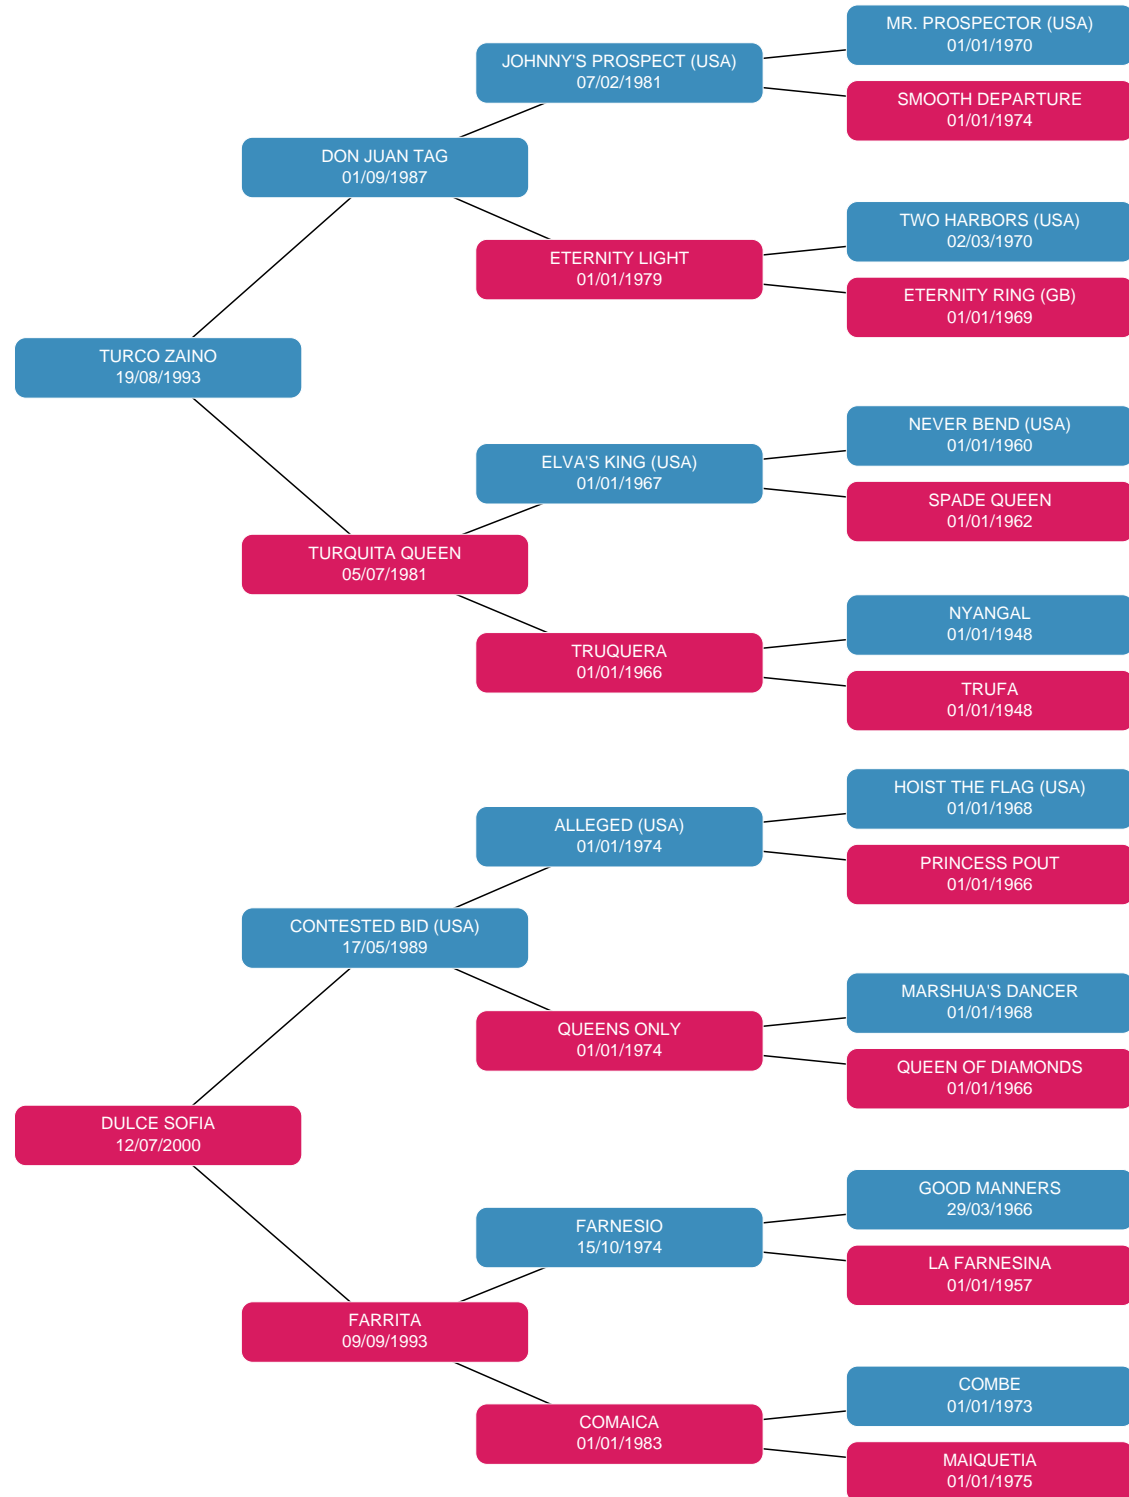 MR. PROSPECTOR (USA)
01/01/1970
JOHNNY'S PROSPECT (USA)
07/02/1981
SMOOTH DEPARTURE
01/01/1974
DON JUAN TAG
01/09/1987
TWO HARBORS (USA)
02/03/1970
ETERNITY LIGHT
01/01/1979
ETERNITY RING (GB)
01/01/1969
TURCO ZAINO
19/08/1993
NEVER BEND (USA)
01/01/1960
ELVA'S KING (USA)
01/01/1967
SPADE QUEEN
01/01/1962
TURQUITA QUEEN
05/07/1981
NYANGAL
01/01/1948
TRUQUERA
01/01/1966
TRUFA
01/01/1948
HOIST THE FLAG (USA)
01/01/1968
ALLEGED (USA)
01/01/1974
PRINCESS POUT
01/01/1966
CONTESTED BID (USA)
17/05/1989
MARSHUA'S DANCER
01/01/1968
QUEENS ONLY
01/01/1974
QUEEN OF DIAMONDS
01/01/1966
DULCE SOFIA
12/07/2000
GOOD MANNERS
29/03/1966
FARNESIO
15/10/1974
LA FARNESINA
01/01/1957
FARRITA
09/09/1993
COMBE
01/01/1973
COMAICA
01/01/1983
MAIQUETIA
01/01/1975